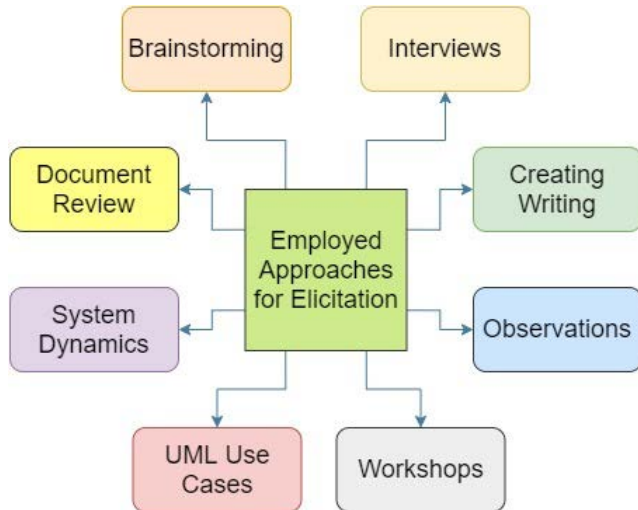 Brainstorming
Interviews
Document
Review
Creating
Writing
Employed
Approaches
for Elicitation
System
Dynamics
Observations
UML Use
Cases
Workshops